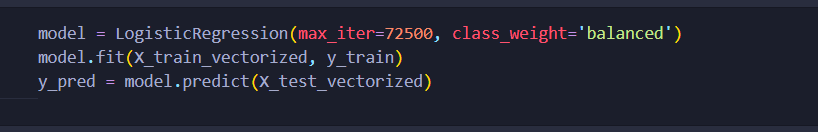 model = LogisticRegression(max_iter=72500, class_weight='balanced')
model.fit(X_train_vectorized, y_train)
y_pred = model.predict(X_test_vectorized)